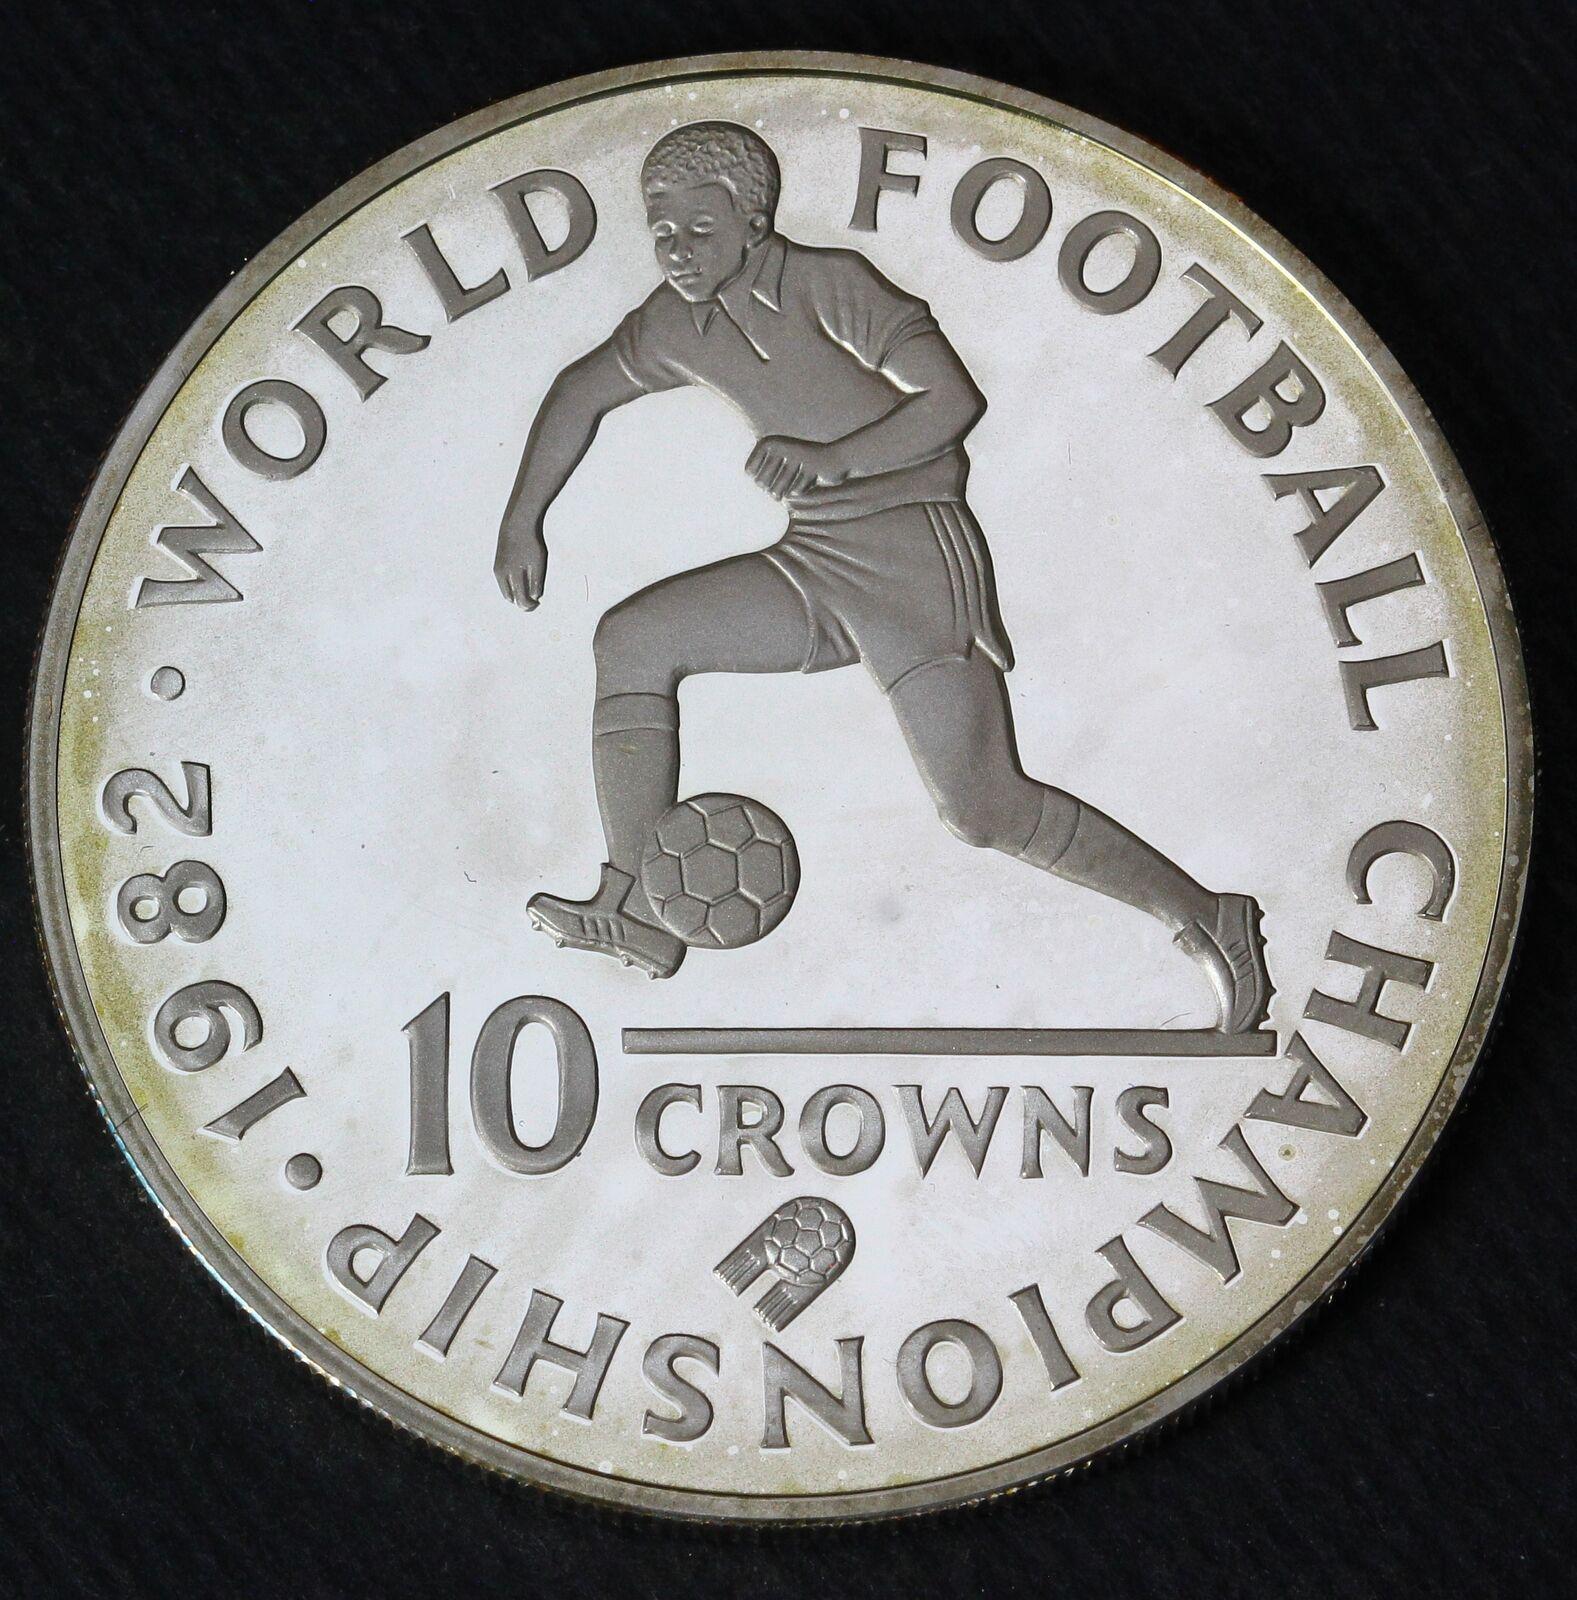 · WORLD FOOTBALL CHAMPIONSHIP · 1982
10 CROWNS